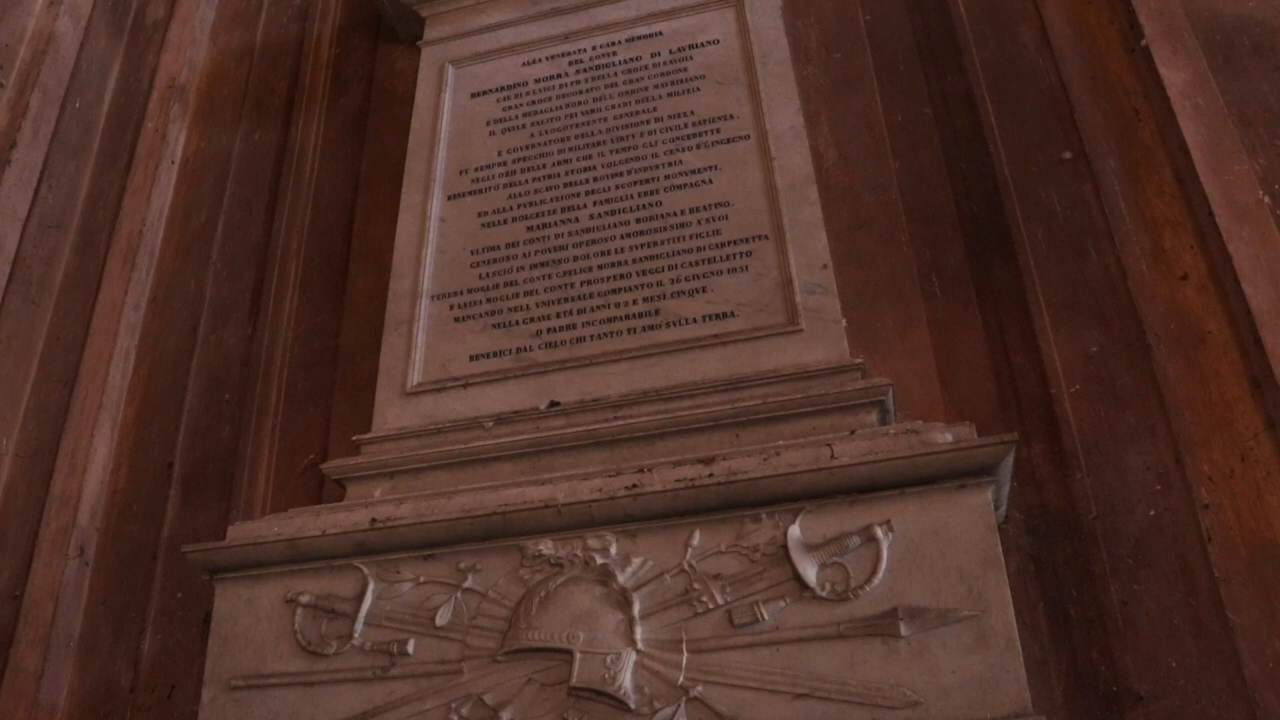 ALLA VENERATA E CARA MEMORIA
DEL CONTE
BERNARDINO MORRA SANDIGLIANO DI LAVRIANO
CAV. DI S. LVIGI DI FR. E DELLA CROCE DI SAVOIA
GRAN CROCE DECORATO DEL GRAN CORDONE
E DELLA MEDAGLIA D'ORO DELL'ORDINE MAVRIZIANO
IL QVALE SALITO PEI VERI GRADI DELLA MILIZIA
A LVOGOTENENTE GENERALE
E GOVERNATORE DELLA DIVISIONE DI NIZZA
FV SEMPRE SPECCHIO DI MILITARE VIRTV E DI CIVILE SAPIENZA,
NEGLI OZII DELLE ARMI CHE IL TEMPO GLI CONCEDETTE
BENEMERITO DELLA PATRIA STORIA VOLGENDO IL CENSO E L'INGEGNO
ALLO SCAVO DELLE ROVINE D'INDVSTRIA
ED ALLA PVBLICAZIONE DEGLI SCOPERTI MONVMENTI,
NELLE DOLCEZZE DELLA FAMIGLIA EBBE COMPAGNA
MARIANNA SANDIGLIANO
VLTIMA DEI CONTI DI SANDIGLIANO BORIANA E BEATINO.
GENEROSO AI POVERI OPEROSO AMOROSISSIMO A' SVOI
LASCIÒ IN IMMENSO DOLORE LE SVPERSTITI FIGLIE
TERESA MOGLIE DEL CONTE C. FELICE MORRA SANDIGLIANO DI CARPENETTA
E LVISA MOGLIE DEL CONTE PROSPERO VEGGI DI CASTELLETTO
MANCANDO NELL'VNIVERSALE COMPIANTO IL 26 GIVGNO 1851
NELLA GRAVE ETÁ DI ANNI 82 E MESI CINQVE.
O PADRE INCOMPARABILE
BENEDICI DAL CIELO CHI TANTO TI AMÓ SVLLA TERRA.